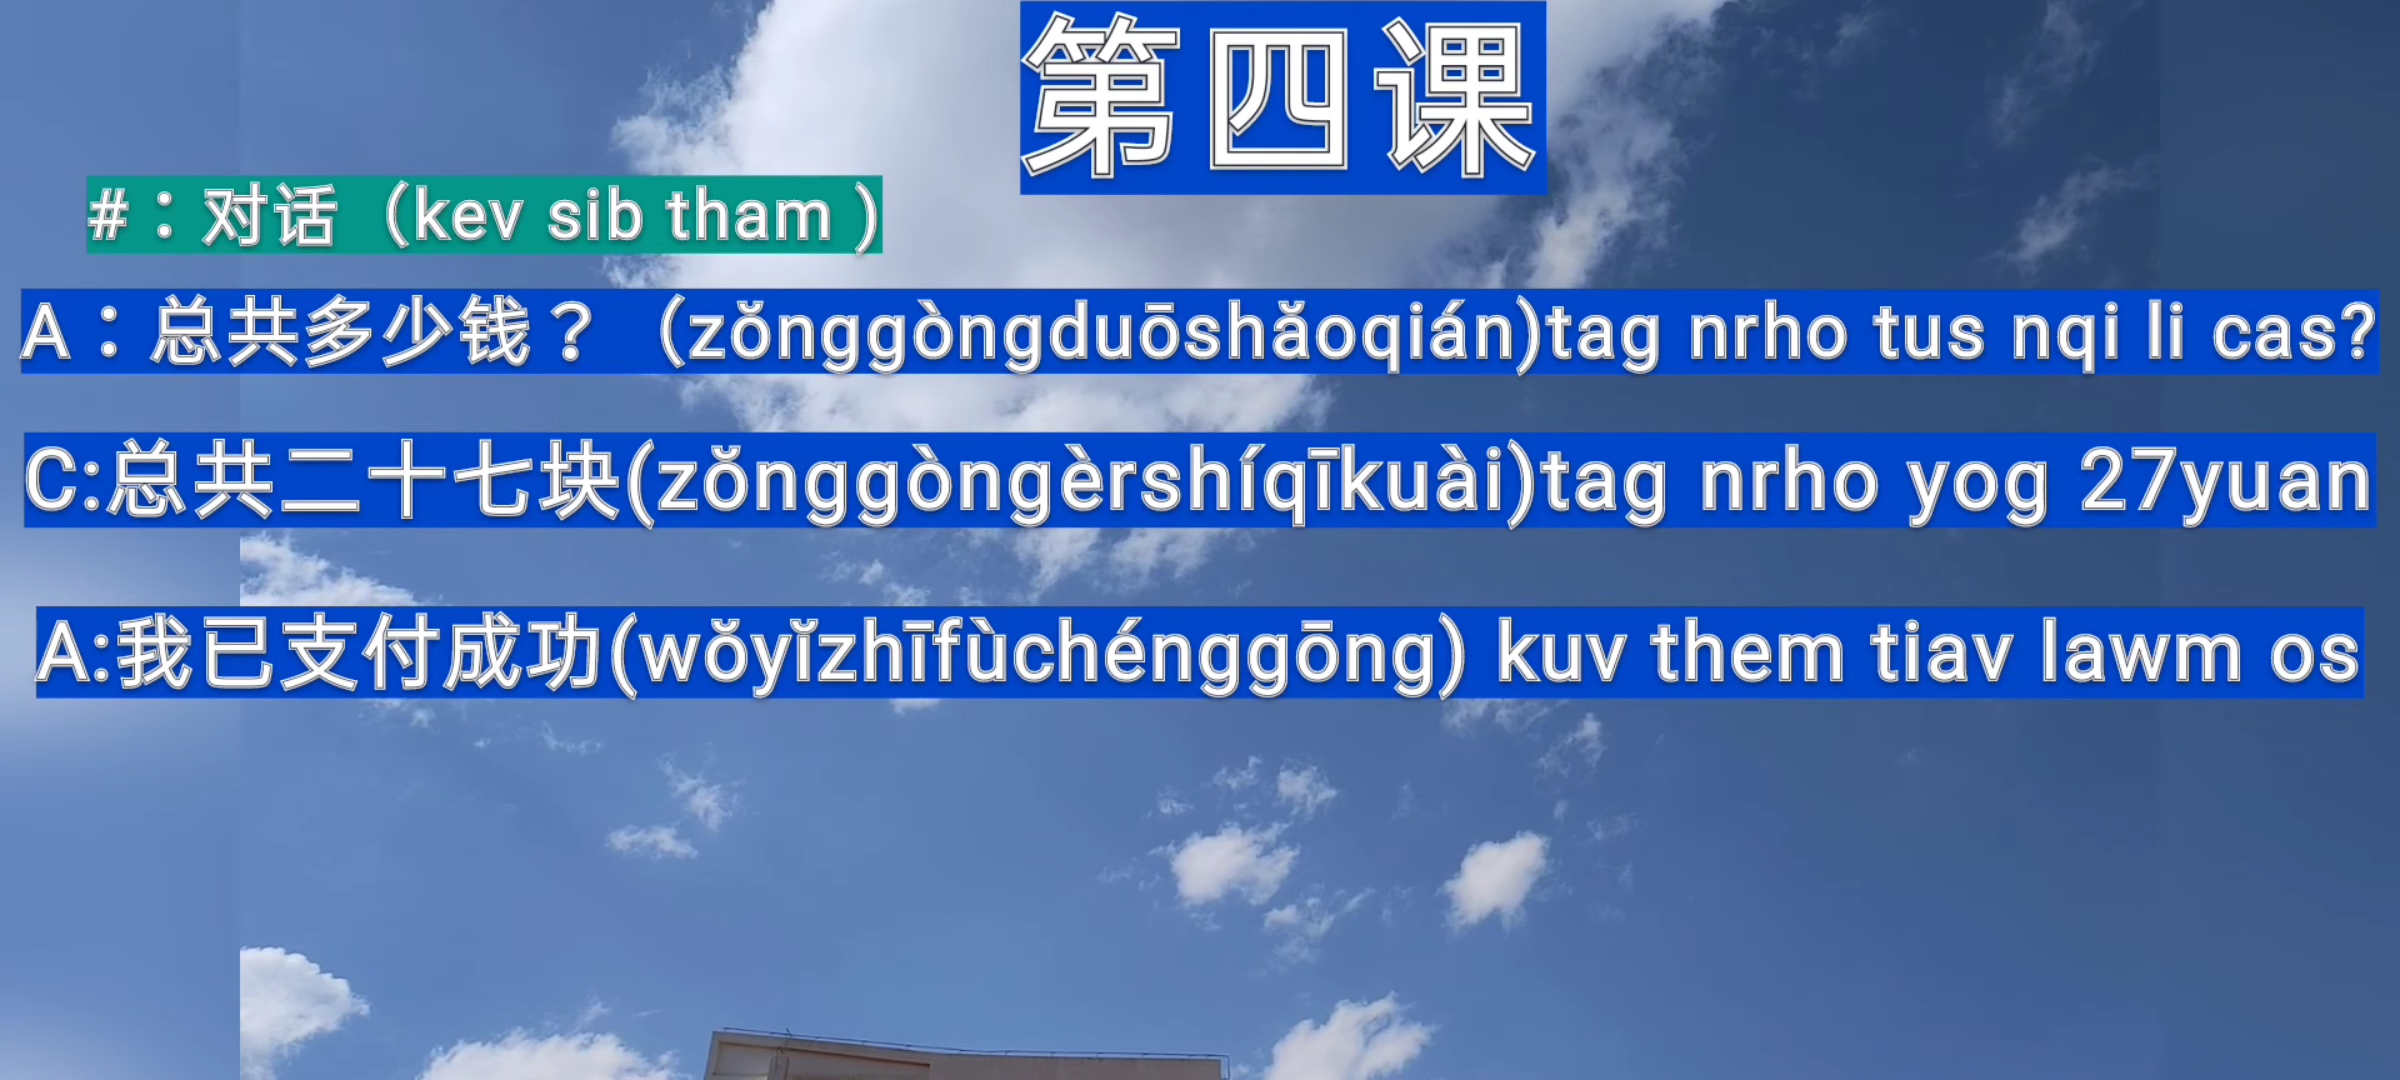 第四课
#：对话（kev sib tham )
A：总共多少钱？（zǒnggòngduōshǎoqián)tag nrho tus nqi li cas?
C:总共二十七块(zǒnggòngèrshíqīkuài)tag nrho yog 27yuan
A:我已支付成功(wǒyǐzhīfùchénggōng) kuv them tiav lawm os